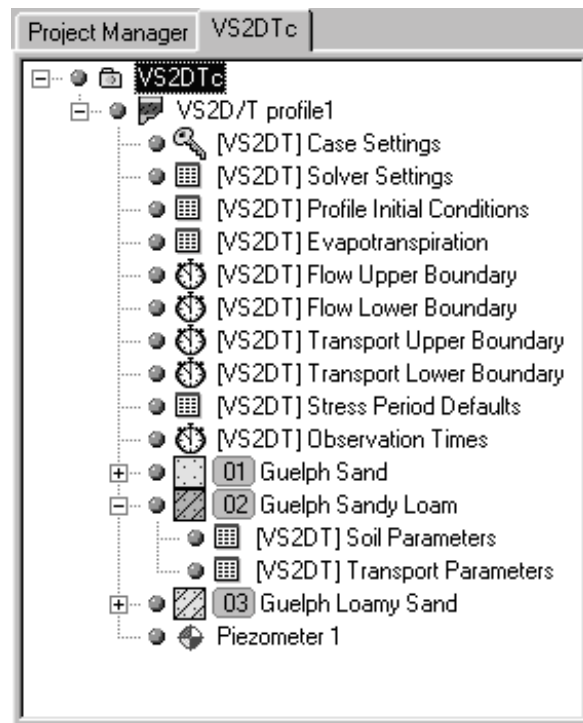 Project Manager VS2DTc
VS2DTc
VS2D/T profile1
[VS2DT] Case Settings
[VS2DT] Solver Settings
[VS2DT] Profile Initial Conditions
[VS2DT] Evapotranspiration
[VS2DT] Flow Upper Boundary
[VS2DT] Flow Lower Boundary
[VS2DT] Transport Upper Boundary
[VS2DT] Transport Lower Boundary
[VS2DT] Stress Period Defaults
[VS2DT] Observation Times
01 Guelph Sand
02 Guelph Sandy Loam
[VS2DT] Soil Parameters
[VS2DT] Transport Parameters
03 Guelph Loamy Sand
Piezometer 1